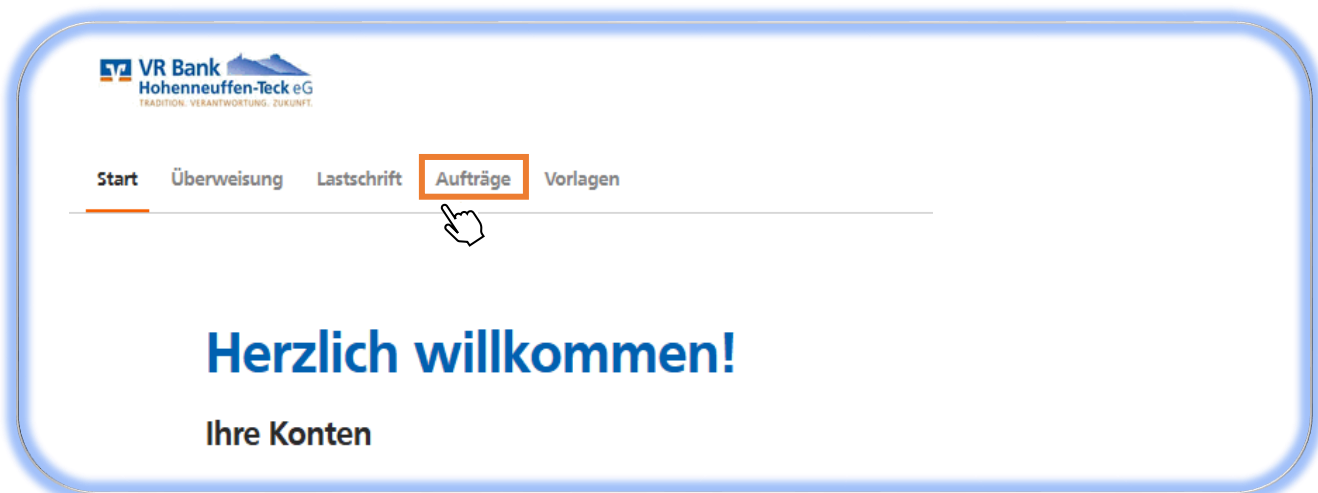 VR Bank
Hohenneuffen-Teck eG
TRADITION. VERANTWORTUNG. ZUKUNFT.
Start Überweisung Lastschrift Aufträge Vorlagen
Herzlich willkommen!
Ihre Konten